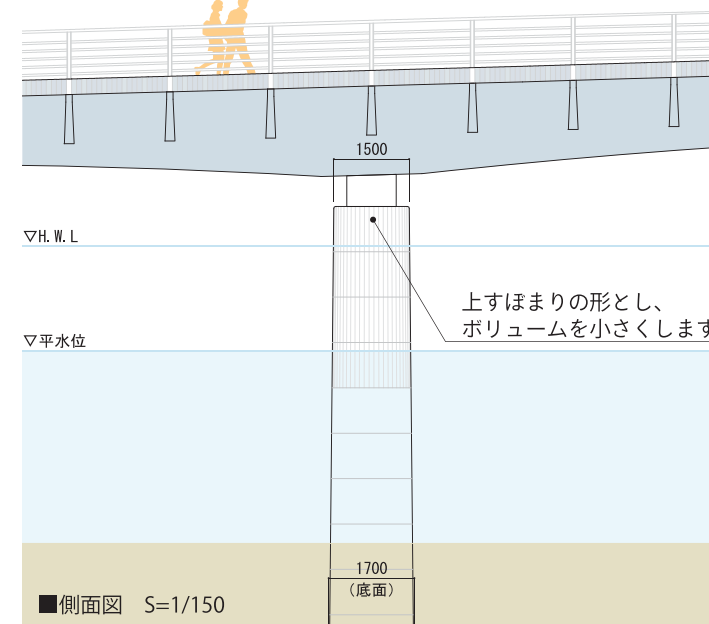 1500
▽H.W.L
上すぼまりの形とし、
ボリュームを小さくします
▽平水位
1700
（底面）
■側面図 S=1/150